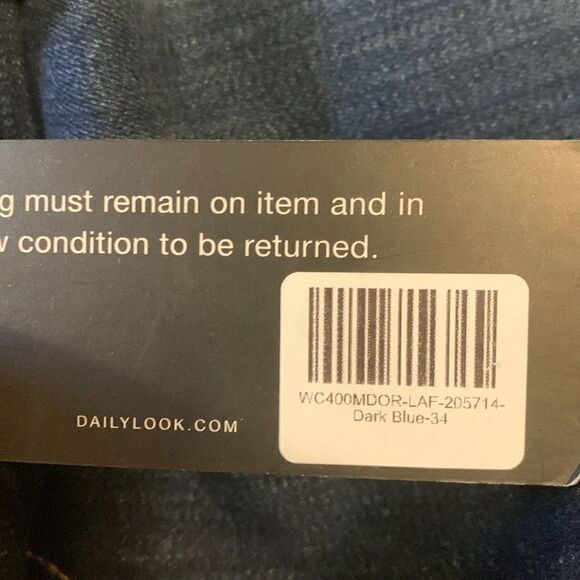 g must remain on item and in
condition to be returned.
WC400MDOR-LAF-205714-
Dark Blue-34
DAILYLOOK.COM